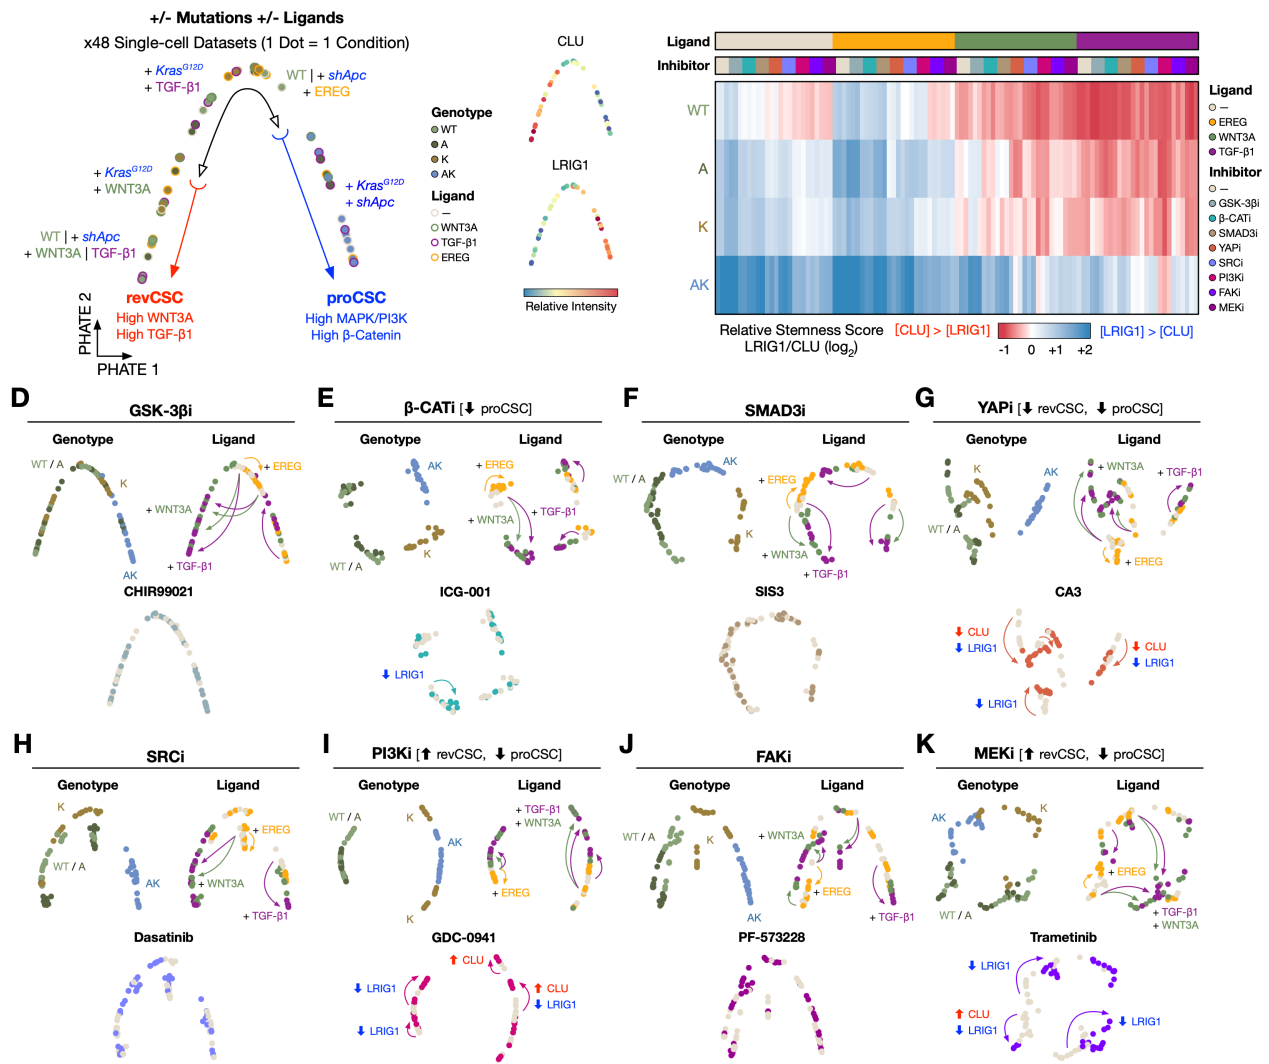 +/- Mutations +/- Ligands
x48 Single-cell Datasets (1 Dot = 1 Condition)
+ Kras^G12D
+ TGF-β1
WT | + shApc
+ EREG
+ Kras^G12D
+ WNT3A
+ Kras^G12D
+ shApc
WT | + shApc
+ WNT3A | TGF-β1
revCSC
High WNT3A
High TGF-β1
proCSC
High MAPK/PI3K
High β-Catenin
PHATE 2
PHATE 1
Genotype
WT
A
K
AK
Ligand
—
WNT3A
TGF-β1
EREG
CLU
LRIG1
Relative Intensity
Ligand
Inhibitor
WT
A
K
AK
Ligand
—
EREG
WNT3A
TGF-β1
Inhibitor
—
GSK-3βi
β-CATi
SMAD3i
YAPi
SRCi
PI3Ki
FAKi
MEKi
Relative Stemness Score
LRIG1/CLU (log2)
[CLU] > [LRIG1]
-1 0 +1 +2
[LRIG1] > [CLU]
D
GSK-3βi
Genotype
Ligand
WT / A
K
AK
+ EREG
+ WNT3A
+ TGF-β1
CHIR99021
E
β-CATi [⬇ proCSC]
Genotype
Ligand
AK
K
WT / A
+ EREG
+ WNT3A
+ TGF-β1
ICG-001
⬇ LRIG1
F
SMAD3i
Genotype
Ligand
WT / A
AK
K
+ EREG
+ WNT3A
+ TGF-β1
SIS3
G
YAPi [⬇ revCSC, ⬇ proCSC]
Genotype
Ligand
K
AK
WT / A
+ WNT3A
+ TGF-β1
+ EREG
CA3
⬇ CLU
⬇ LRIG1
⬇ CLU
⬇ LRIG1
⬇ LRIG1
H
SRCi
Genotype
Ligand
K
WT / A
AK
+ EREG
+ WNT3A
+ TGF-β1
Dasatinib
I
PI3Ki [⬆ revCSC, ⬇ proCSC]
Genotype
Ligand
WT / A
K
AK
K
+ TGF-β1
+ WNT3A
+ EREG
GDC-0941
⬆ CLU
⬇ LRIG1
⬇ LRIG1
⬆ CLU
⬇ LRIG1
J
FAKi
Genotype
Ligand
WT / A
K
AK
+ WNT3A
+ EREG
+ TGF-β1
PF-573228
K
MEKi [⬆ revCSC, ⬇ proCSC]
Genotype
Ligand
AK
K
WT / A
+ EREG
+ TGF-β1
+ WNT3A
Trametinib
⬇ LRIG1
⬆ CLU
⬇ LRIG1
⬇ LRIG1